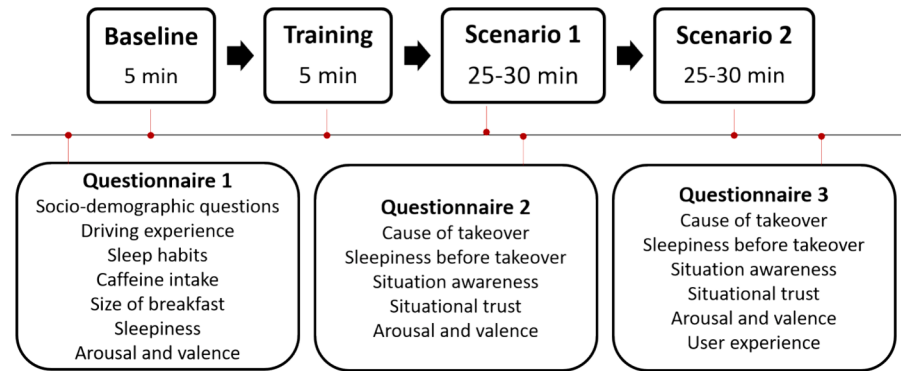 Baseline
5 min
Training
5 min
Scenario 1
25-30 min
Scenario 2
25-30 min
Questionnaire 1
Socio-demographic questions
Driving experience
Sleep habits
Caffeine intake
Size of breakfast
Sleepiness
Arousal and valence
Questionnaire 2
Cause of takeover
Sleepiness before takeover
Situation awareness
Situational trust
Arousal and valence
Questionnaire 3
Cause of takeover
Sleepiness before takeover
Situation awareness
Situational trust
Arousal and valence
User experience